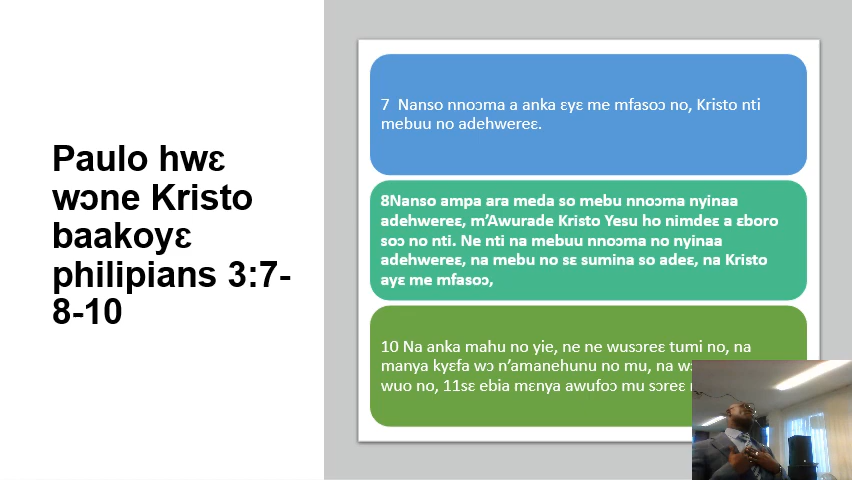 Paulo hwɛ
wɔne Kristo
baakoyɛ
philipians 3:7-
8-10
7  Nanso nnoɔma a anka ɛyɛ me mfasoɔ no, Kristo nti
mebuu no adehwereɛ.
8Nanso ampa ara meda so mebu nnoɔma nyinaa
adehwereɛ, m’Awurade Kristo Yesu ho nimdeɛ a ɛboro
soɔ no nti. Ne nti na mebuu nnoɔma no nyinaa
adehwereɛ, na mebu no sɛ sumina so adeɛ, na Kristo
ayɛ me mfasoɔ,
10 Na anka mahu no yie, ne ne wusɔreɛ tumi no, na
manya kyɛfa wɔ n’amanehunu no mu, na
wuo no, 11sɛ ebia mɛnya awufoɔ mu sɔreɛ